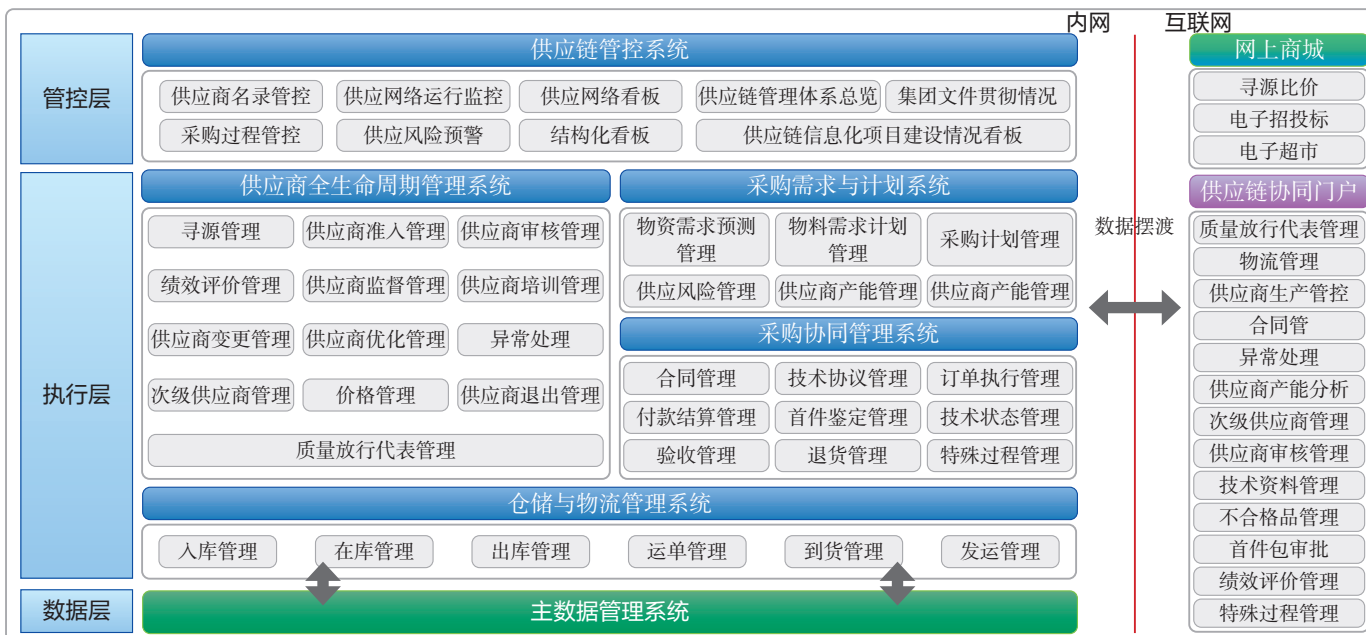 内网
互联网
管控层
供应链管控系统
供应商名录管控
供应网络运行监控
供应网络看板
供应链管理体系总览
集团文件贯彻情况
采购过程管控
供应风险预警
结构化看板
供应链信息化项目建设情况看板
执行层
供应商全生命周期管理系统
寻源管理
供应商准入管理
供应商审核管理
绩效评价管理
供应商监督管理
供应商培训管理
供应商变更管理
供应商优化管理
异常处理
次级供应商管理
价格管理
供应商退出管理
质量放行代表管理
采购需求与计划系统
物资需求预测
管理
物料需求计划
管理
采购计划管理
供应风险管理
供应商产能管理
供应商产能管理
采购协同管理系统
合同管理
技术协议管理
订单执行管理
付款结算管理
首件鉴定管理
技术状态管理
验收管理
退货管理
特殊过程管理
仓储与物流管理系统
入库管理
在库管理
出库管理
运单管理
到货管理
发运管理
数据层
主数据管理系统
数据摆渡
网上商城
寻源比价
电子招投标
电子超市
供应链协同门户
质量放行代表管理
物流管理
供应商生产管控
合同管
异常处理
供应商产能分析
次级供应商管理
供应商审核管理
技术资料管理
不合格品管理
首件包审批
绩效评价管理
特殊过程管理